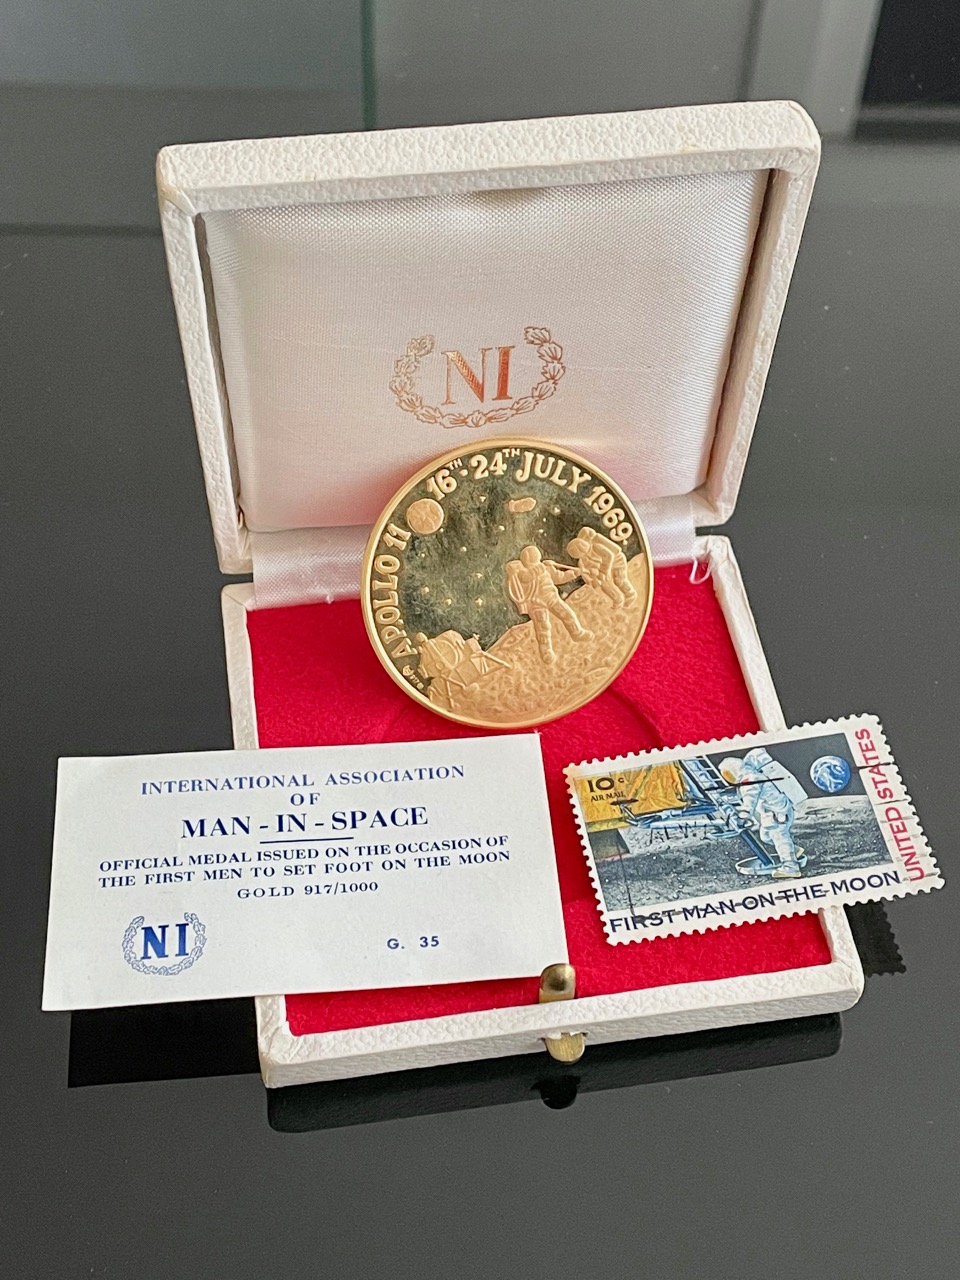 NI
APOLLO 11 16TH - 24TH JULY 1969
INTERNATIONAL ASSOCIATION
OF
MAN - IN - SPACE
OFFICIAL MEDAL ISSUED ON THE OCCASION OF
THE FIRST MEN TO SET FOOT ON THE MOON
GOLD 917/1000
NI
G. 35
10c
AIR MAIL
UNITED STATES
FIRST MAN ON THE MOON